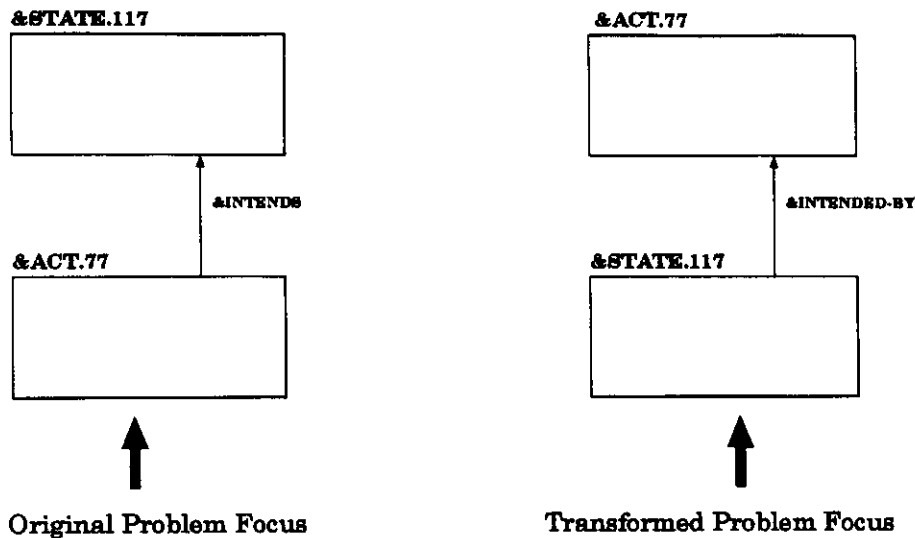 &STATE.117
&ACT.77
&INTENDS
&INTENDED-BY
&ACT.77
&STATE.117
Original Problem Focus
Transformed Problem Focus